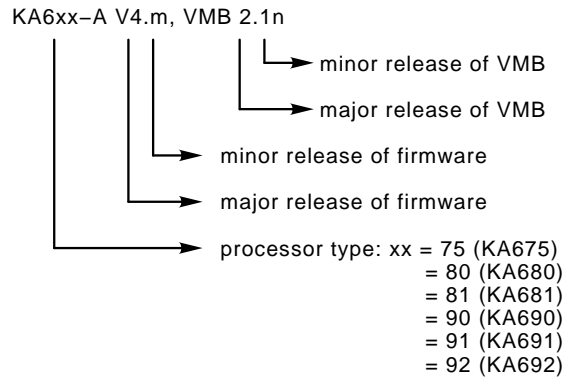 KA6xx–A V4.m, VMB 2.1n
minor release of VMB
major release of VMB
minor release of firmware
major release of firmware
processor type: xx = 75 (KA675)
= 80 (KA680)
= 81 (KA681)
= 90 (KA690)
= 91 (KA691)
= 92 (KA692)